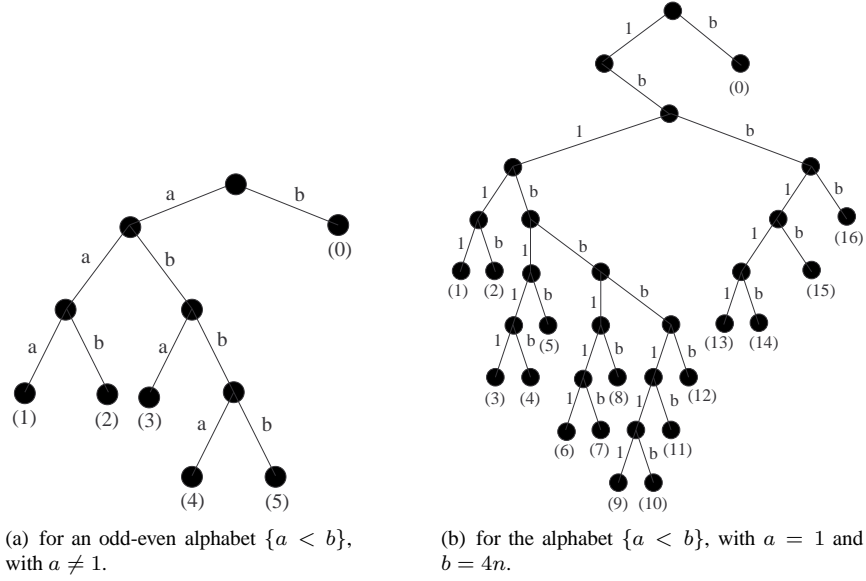 a b
(0)
a b
a b a b
(1) (2) (3)
a b
(4) (5)
(a) for an odd-even alphabet {a < b},
with a ≠ 1.
1 b
b
(0)
1 b
1 b 1 b
1 b 1 b 1 b
(16)
(1) (2) 1 b 1 b 1 b (15)
1 b (5) 1 b 1 b (13) (14)
(3) (4) 1 b (8) 1 b (12)
(6) (7) 1 b (11)
(9) (10)
(b) for the alphabet {a < b}, with a = 1 and
b = 4n.